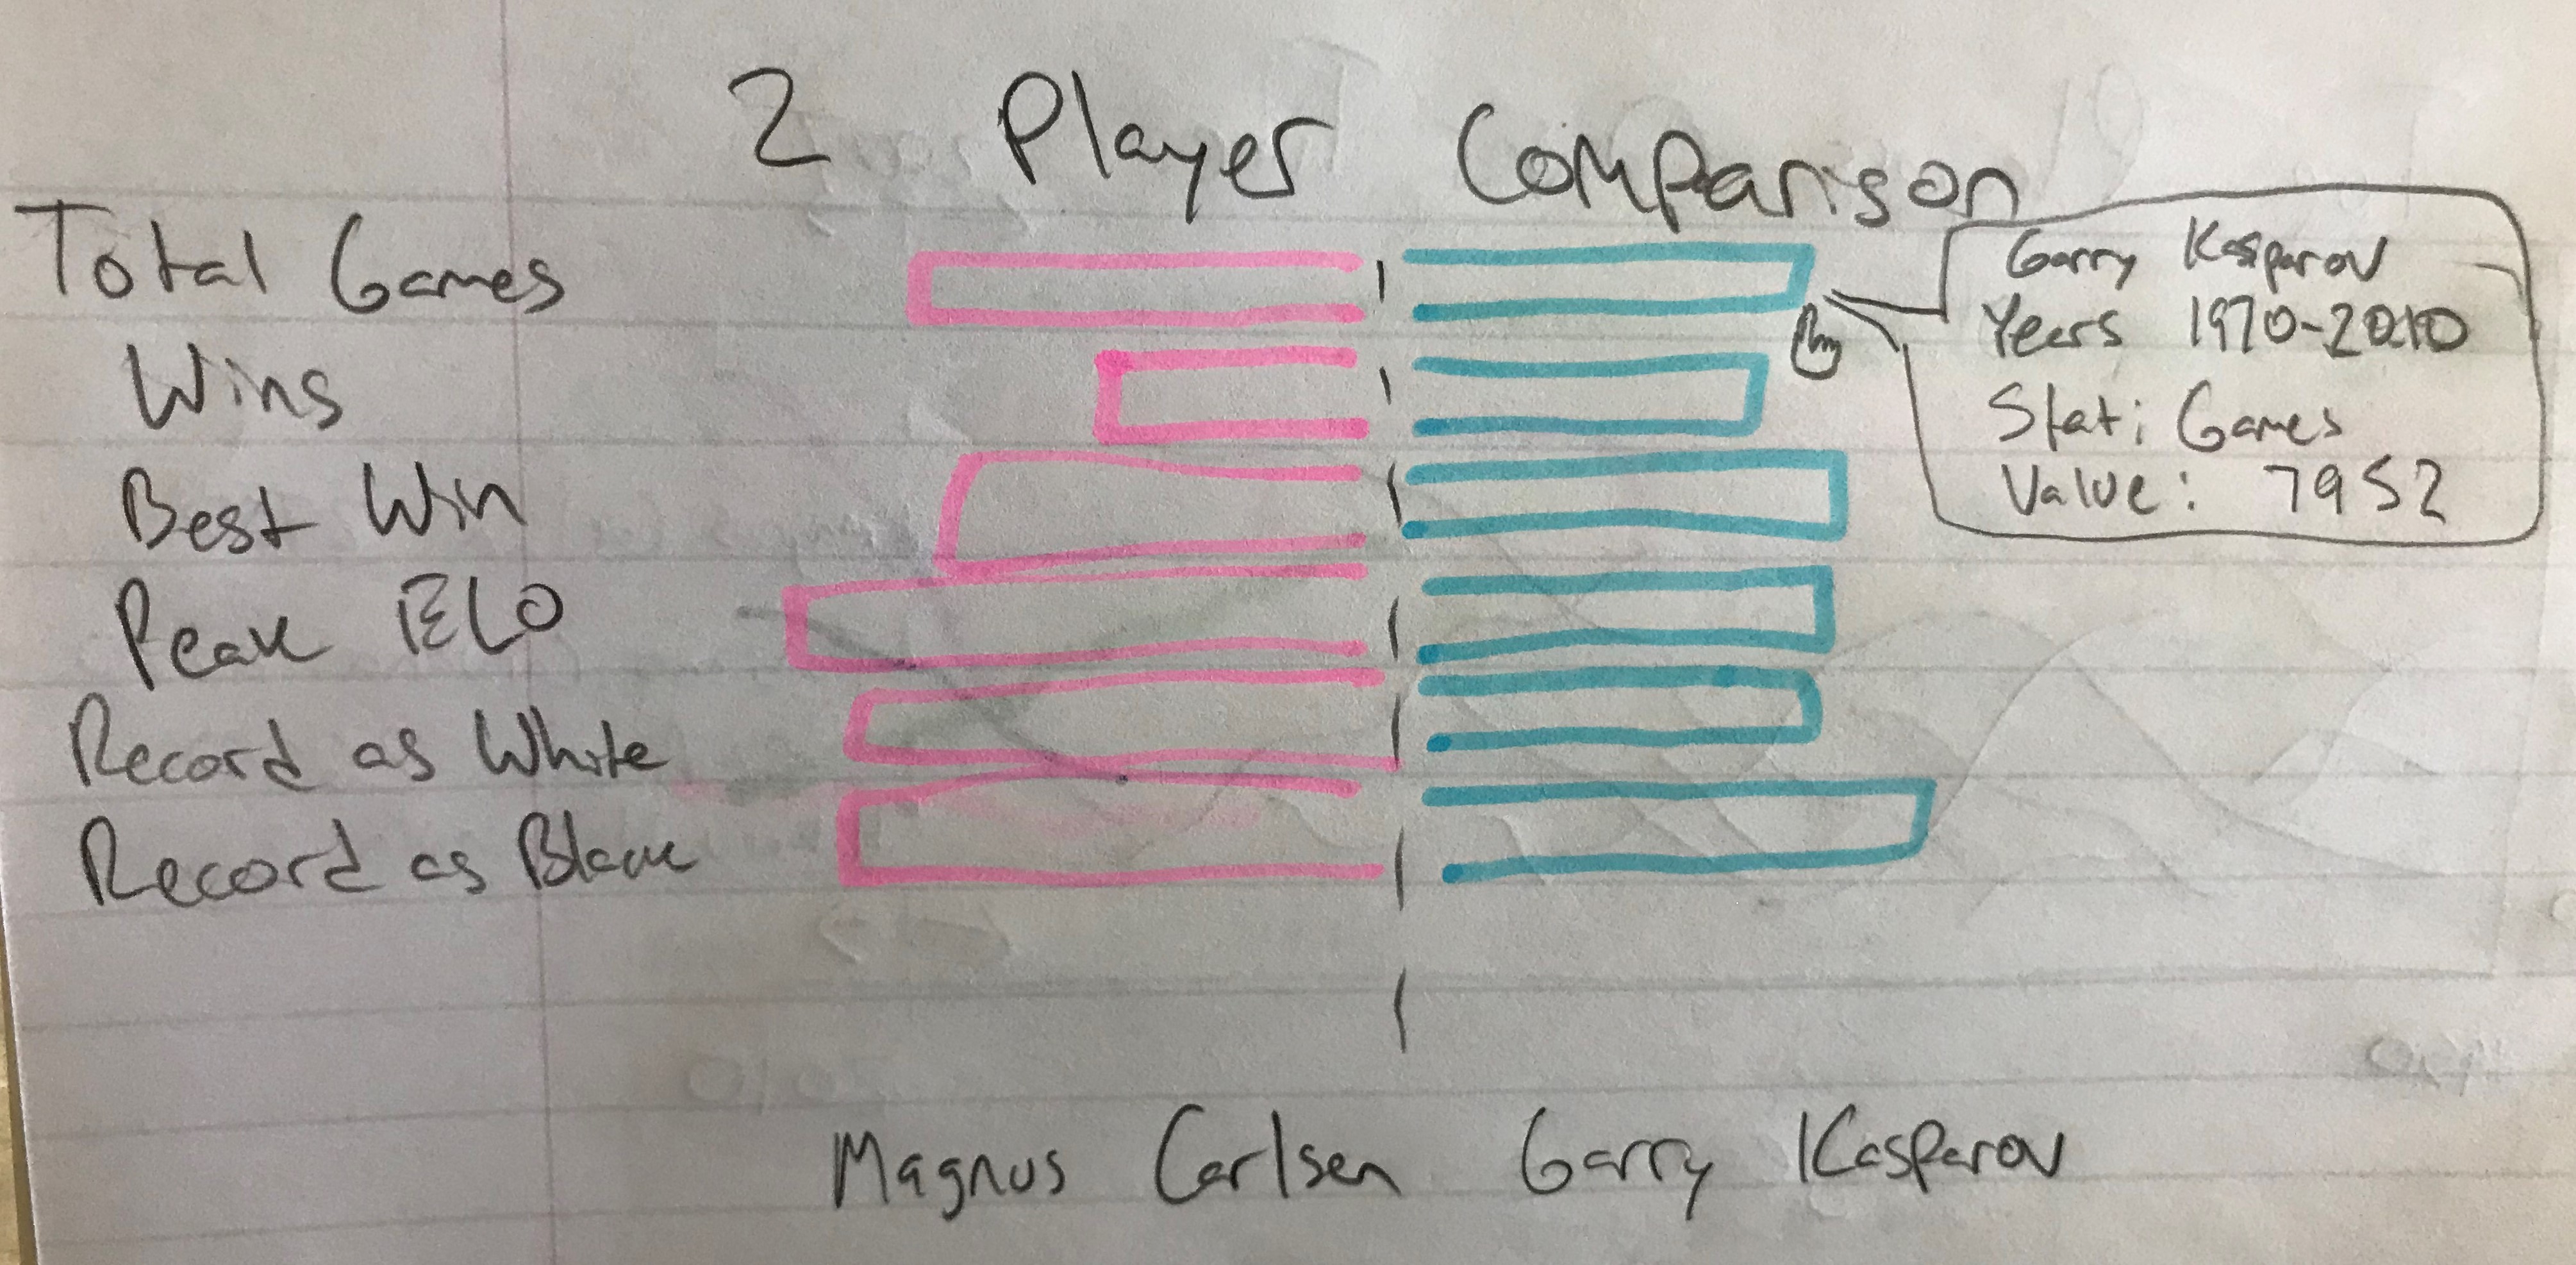 2 Player Comparison
Total Games
Wins
Best Win
Peak ELO
Record as White
Record as Black
Garry Kasparov
Years 1970-2010
Stat: Games
Value: 7952
Magnus Carlsen Garry Kasparov